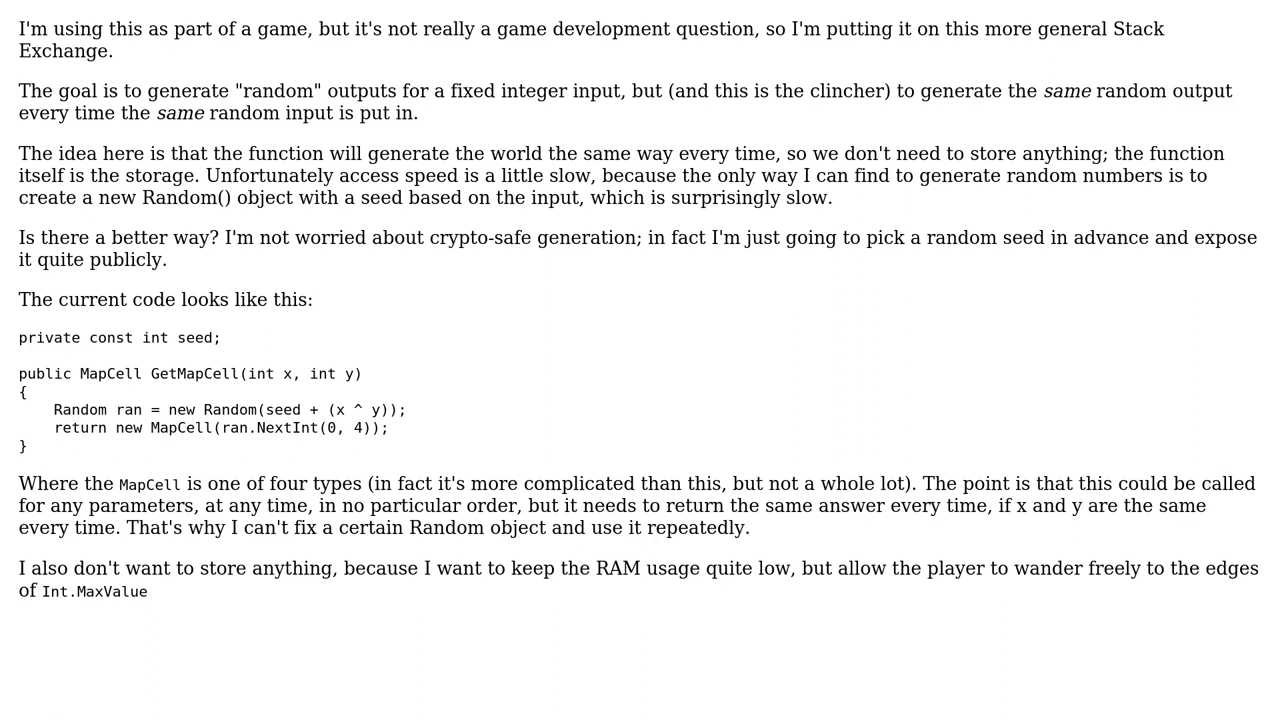 I'm using this as part of a game, but it's not really a game development question, so I'm putting it on this more general Stack
Exchange.
The goal is to generate "random" outputs for a fixed integer input, but (and this is the clincher) to generate the same random output
every time the same random input is put in.
The idea here is that the function will generate the world the same way every time, so we don't need to store anything; the function
itself is the storage. Unfortunately access speed is a little slow, because the only way I can find to generate random numbers is to
create a new Random() object with a seed based on the input, which is surprisingly slow.
Is there a better way? I'm not worried about crypto-safe generation; in fact I'm just going to pick a random seed in advance and expose
it quite publicly.
The current code looks like this:
private const int seed;
public MapCell GetMapCell(int x, int y)
{
    Random ran = new Random(seed + (x ^ y));
    return new MapCell(ran.NextInt(0, 4));
}
Where the MapCell is one of four types (in fact it's more complicated than this, but not a whole lot). The point is that this could be called
for any parameters, at any time, in no particular order, but it needs to return the same answer every time, if x and y are the same
every time. That's why I can't fix a certain Random object and use it repeatedly.
I also don't want to store anything, because I want to keep the RAM usage quite low, but allow the player to wander freely to the edges
of Int.MaxValue